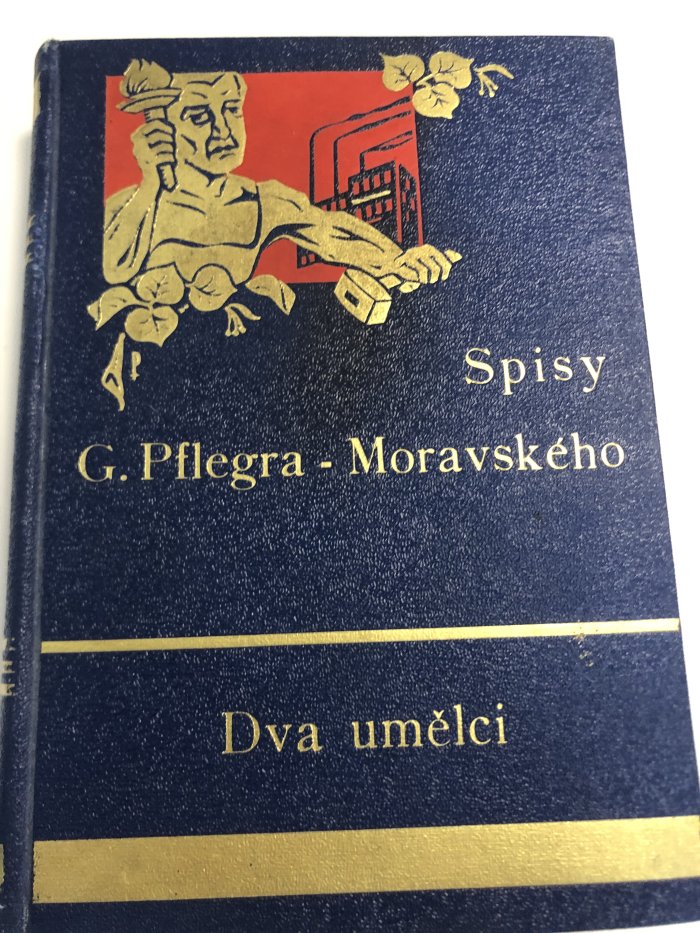 Spisy
G. Pflegra - Moravského
Dva umělci